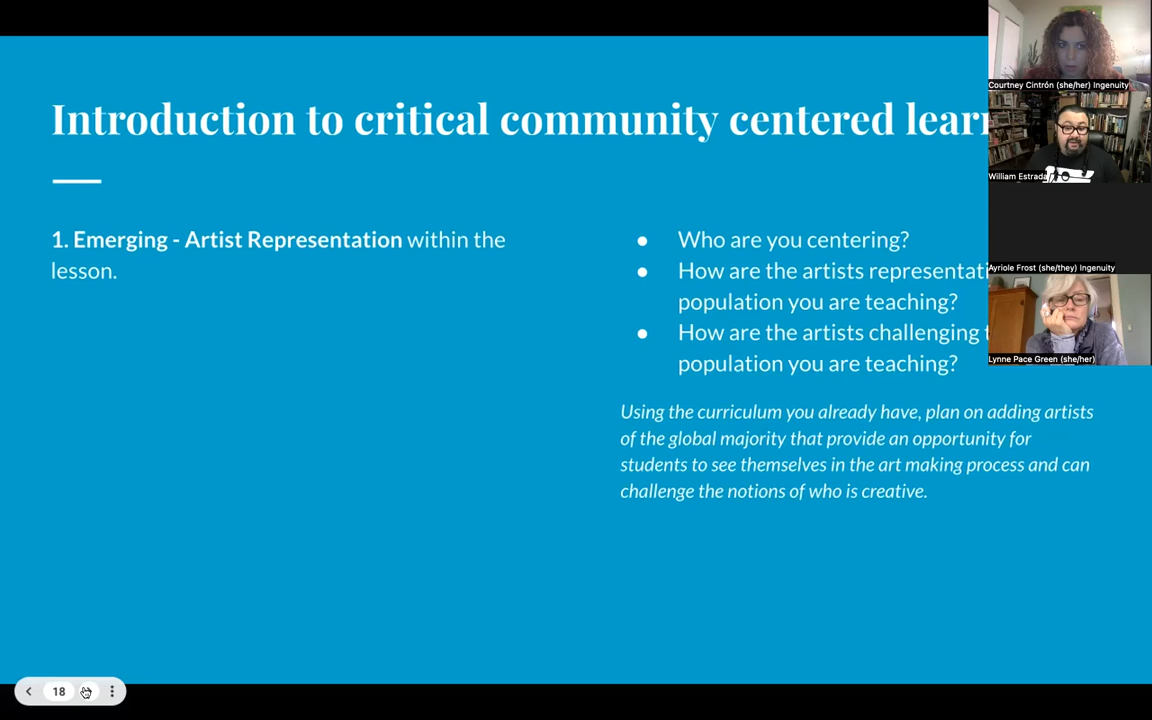 Introduction to critical community centered lear
1. Emerging - Artist Representation within the
lesson.
● Who are you centering?
● How are the artists representati
population you are teaching?
● How are the artists challenging
population you are teaching?
Using the curriculum you already have, plan on adding artists
of the global majority that provide an opportunity for
students to see themselves in the art making process and can
challenge the notions of who is creative.
Courtney Cintrón (she/her) Ingenuity
William Estrada
Ayriole Frost (she/they) Ingenuity
Lynne Pace Green (she/her)
18